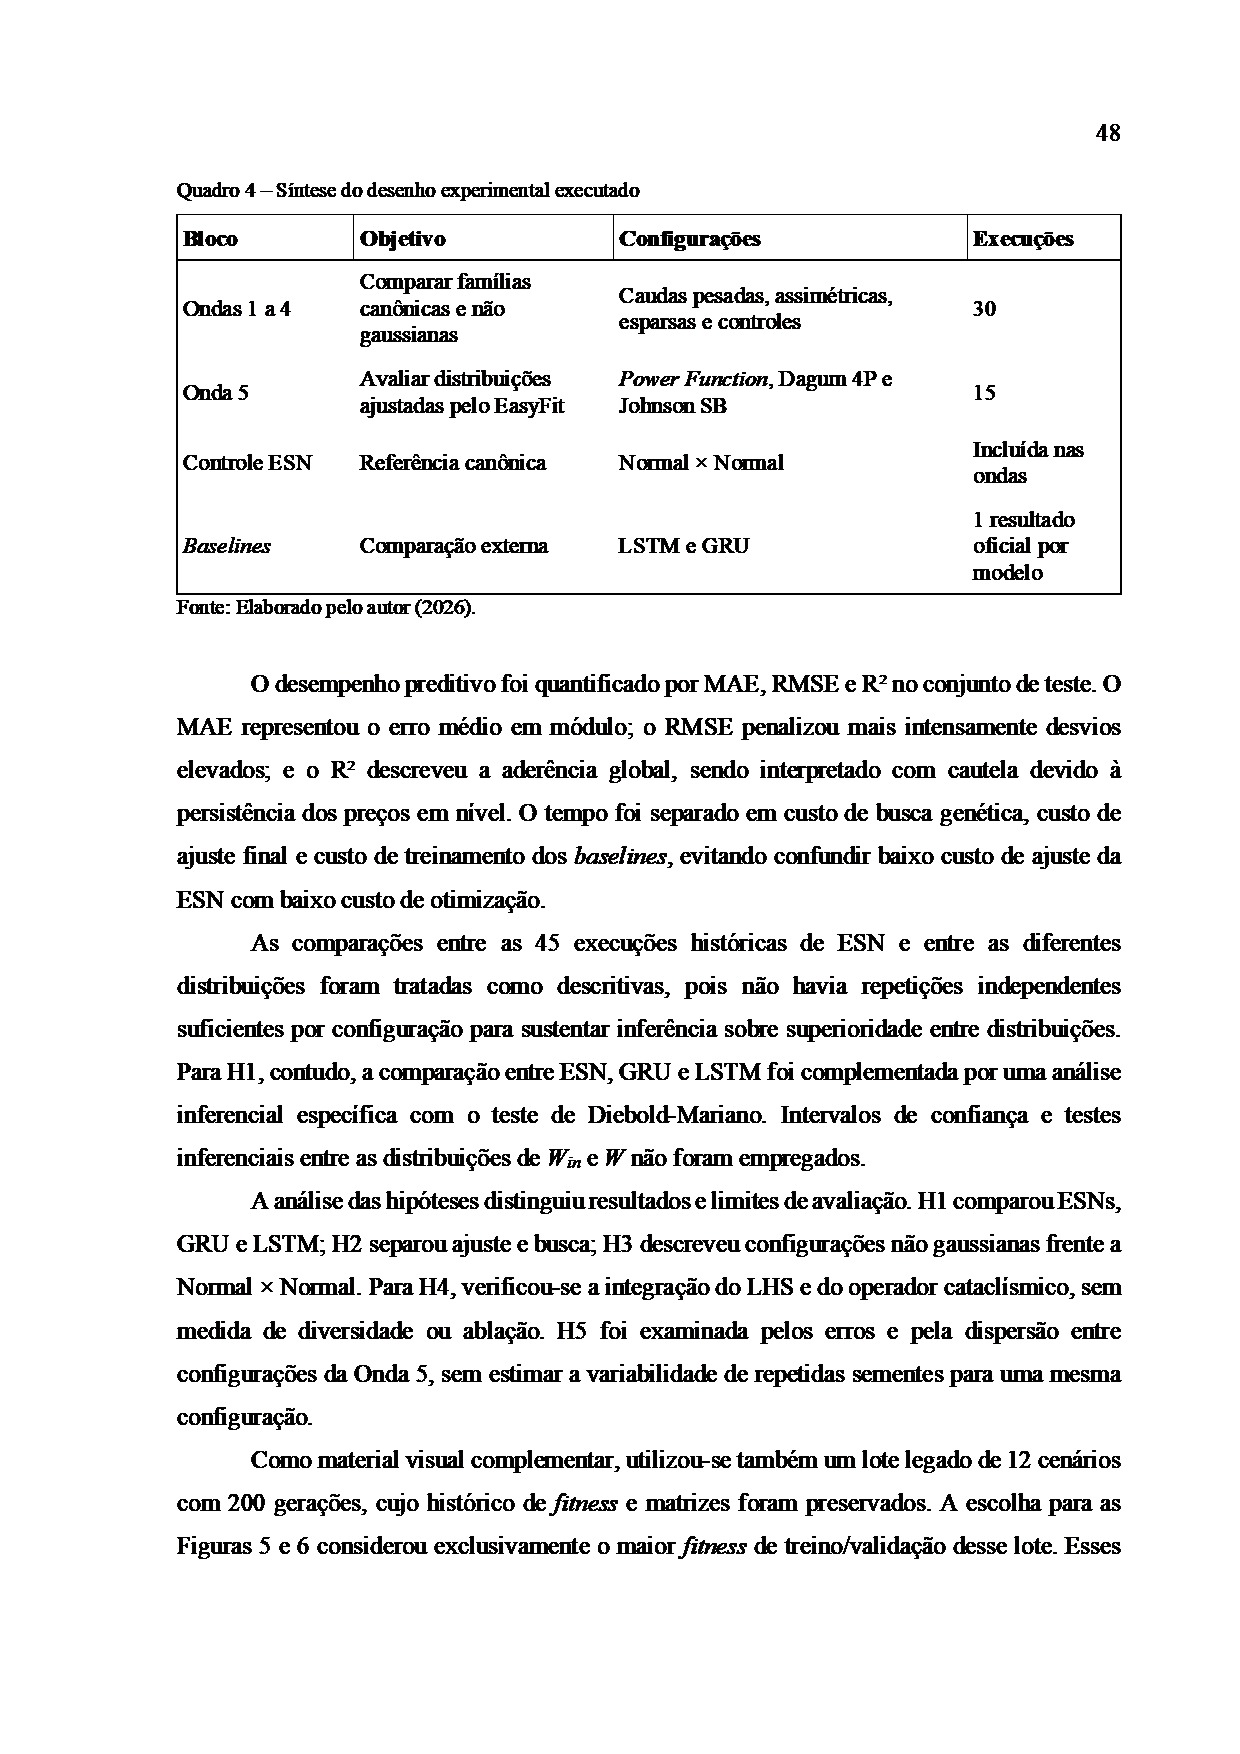 48
Quadro 4 – Síntese do desenho experimental executado
Bloco Objetivo Configurações Execuções
Ondas 1 a 4 Comparar famílias canônicas e não gaussianas Caudas pesadas, assimétricas, esparsas e controles 30
Onda 5 Avaliar distribuições ajustadas pelo EasyFit Power Function, Dagum 4P e Johnson SB 15
Controle ESN Referência canônica Normal × Normal Incluída nas ondas
Baselines Comparação externa LSTM e GRU 1 resultado oficial por modelo
Fonte: Elaborado pelo autor (2026).
O desempenho preditivo foi quantificado por MAE, RMSE e R² no conjunto de teste. O
MAE representou o erro médio em módulo; o RMSE penalizou mais intensamente desvios
elevados; e o R² descreveu a aderência global, sendo interpretado com cautela devido à
persistência dos preços em nível. O tempo foi separado em custo de busca genética, custo de
ajuste final e custo de treinamento dos baselines, evitando confundir baixo custo de ajuste da
ESN com baixo custo de otimização.
As comparações entre as 45 execuções históricas de ESN e entre as diferentes
distribuições foram tratadas como descritivas, pois não havia repetições independentes
suficientes por configuração para sustentar inferência sobre superioridade entre distribuições.
Para H1, contudo, a comparação entre ESN, GRU e LSTM foi complementada por uma análise
inferencial específica com o teste de Diebold-Mariano. Intervalos de confiança e testes
inferenciais entre as distribuições de Wᵢₙ e W não foram empregados.
A análise das hipóteses distinguiu resultados e limites de avaliação. H1 comparou ESNs,
GRU e LSTM; H2 separou ajuste e busca; H3 descreveu configurações não gaussianas frente a
Normal × Normal. Para H4, verificou-se a integração do LHS e do operador cataclísmico, sem
medida de diversidade ou ablação. H5 foi examinada pelos erros e pela dispersão entre
configurações da Onda 5, sem estimar a variabilidade de repetidas sementes para uma mesma
configuração.
Como material visual complementar, utilizou-se também um lote legado de 12 cenários
com 200 gerações, cujo histórico de fitness e matrizes foram preservados. A escolha para as
Figuras 5 e 6 considerou exclusivamente o maior fitness de treino/validação desse lote. Esses